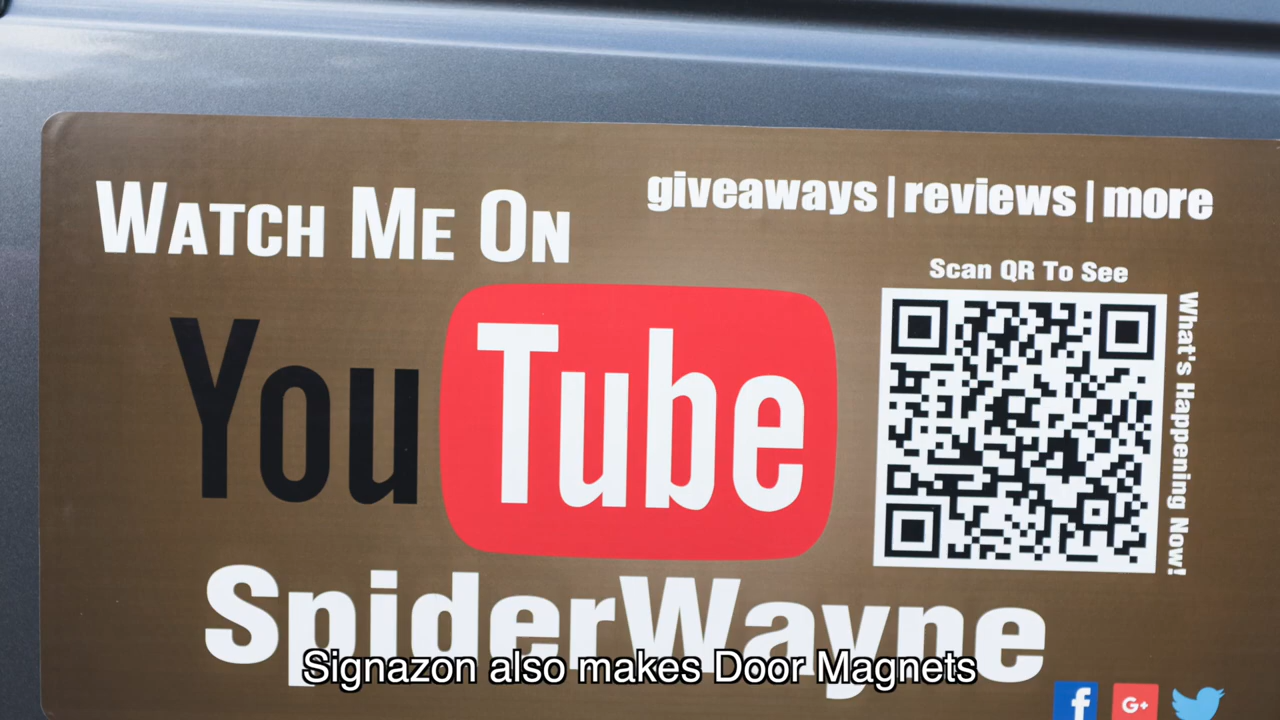 WATCH ME ON
giveaways | reviews | more
Scan QR To See
What's Happening Now!
YouTube
SpiderWayne
Signazon also makes Door Magnets
f G+